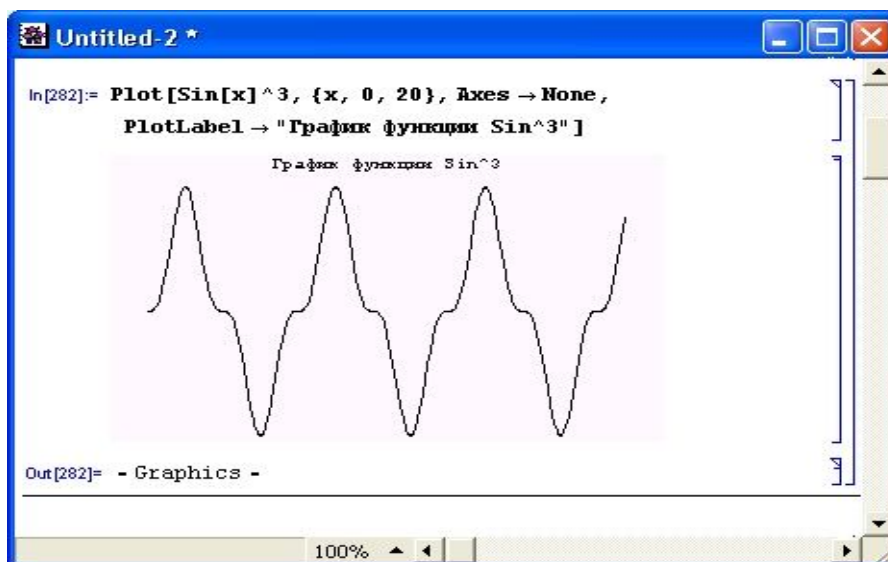 Untitled-2 *
In[282]:= Plot[Sin[x]^3, {x, 0, 20}, Axes → None,
PlotLabel → "График функции Sin^3"]
График функции Sin^3
Out[282]= - Graphics -
100%